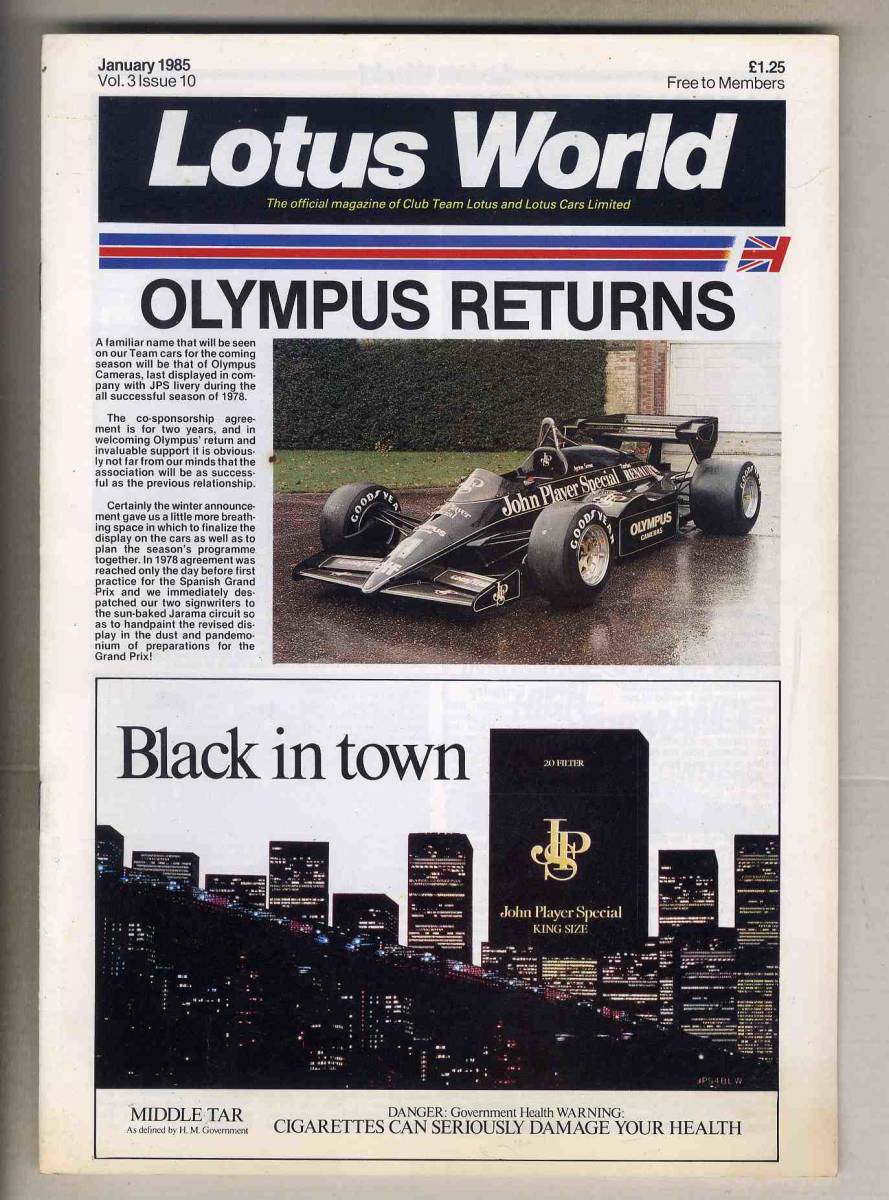 January 1985
Vol. 3 Issue 10
£1.25
Free to Members
Lotus World
The official magazine of Club Team Lotus and Lotus Cars Limited
OLYMPUS RETURNS
A familiar name that will be seen
on our Team cars for the coming
season will be that of Olympus
Cameras, last displayed in com-
pany with JPS livery during the
all successful season of 1978.
The co-sponsorship agree-
ment is for two years, and in
welcoming Olympus' return and
invaluable support it is obvious-
ly not far from our minds that the
association will be as success-
ful as the previous relationship.
Certainly the winter announce-
ment gave us a little more breath-
ing space in which to finalize the
display on the cars as well as to
plan the season's programme
together. In 1978 agreement was
reached only the day before first
practice for the Spanish Grand
Prix and we immediately des-
patched our two signwriters to
the sun-baked Jarama circuit so
as to handpaint the revised dis-
play in the dust and pandemo-
nium of preparations for the
Grand Prix!
John Player Special
RENAULT
GOODYEAR
GOODYEAR
OLYMPUS
CAMERAS
JPS
Black in town
20 FILTER
JPS
John Player Special
KING SIZE
JPS4BLW
MIDDLE TAR
As defined by H. M. Government
DANGER: Government Health WARNING:
CIGARETTES CAN SERIOUSLY DAMAGE YOUR HEALTH